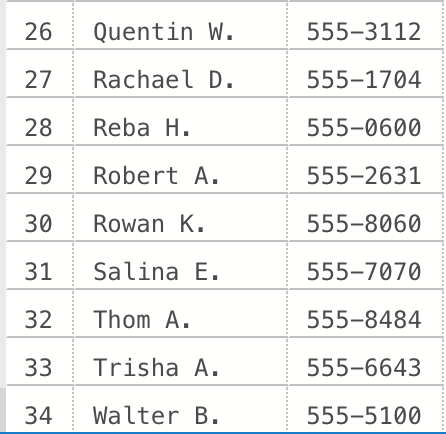 26 Quentin W. 555-3112
27 Rachael D. 555-1704
28 Reba H. 555-0600
29 Robert A. 555-2631
30 Rowan K. 555-8060
31 Salina E. 555-7070
32 Thom A. 555-8484
33 Trisha A. 555-6643
34 Walter B. 555-5100